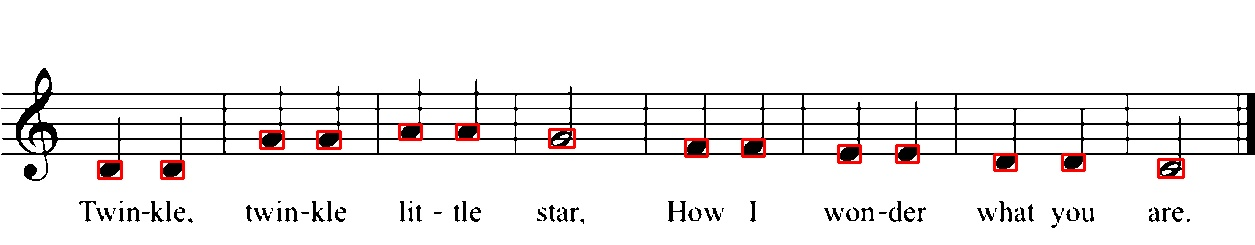 Twin-kle, twin-kle lit - tle star, How I won-der what you are.